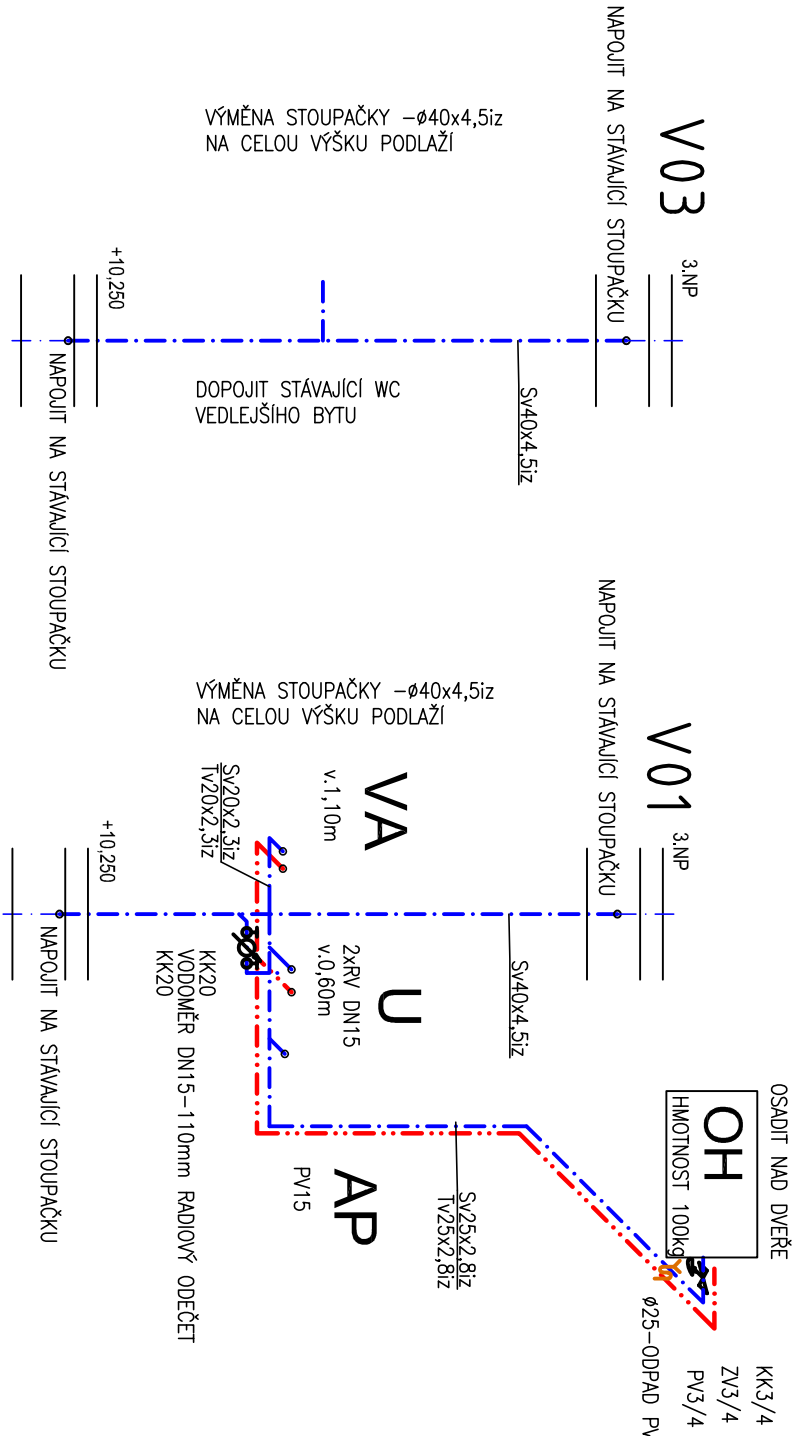 V03
3.NP
NAPOJIT NA STÁVAJÍCÍ STOUPAČKU
VÝMĚNA STOUPAČKY -ø40x4,5iz
NA CELOU VÝŠKU PODLAŽÍ
Sv40x4,5iz
DOPOJIT STÁVAJÍCÍ WC
VEDLEJŠÍHO BYTU
+10,250
NAPOJIT NA STÁVAJÍCÍ STOUPAČKU
V01
3.NP
NAPOJIT NA STÁVAJÍCÍ STOUPAČKU
VÝMĚNA STOUPAČKY -ø40x4,5iz
NA CELOU VÝŠKU PODLAŽÍ
Sv40x4,5iz
VA
v.1,10m
Sv20x2,3iz
Tv20x2,3iz
U
2xRV DN15
v.0,60m
KK20
VODOMĚR DN15-110mm RADIOVÝ ODEČET
KK20
+10,250
NAPOJIT NA STÁVAJÍCÍ STOUPAČKU
AP
PV15
Sv25x2,8iz
Tv25x2,8iz
OSADIT NAD DVEŘE
OH
HMOTNOST 100kg
KK3/4
ZV3/4
PV3/4
ø25-ODPAD PV